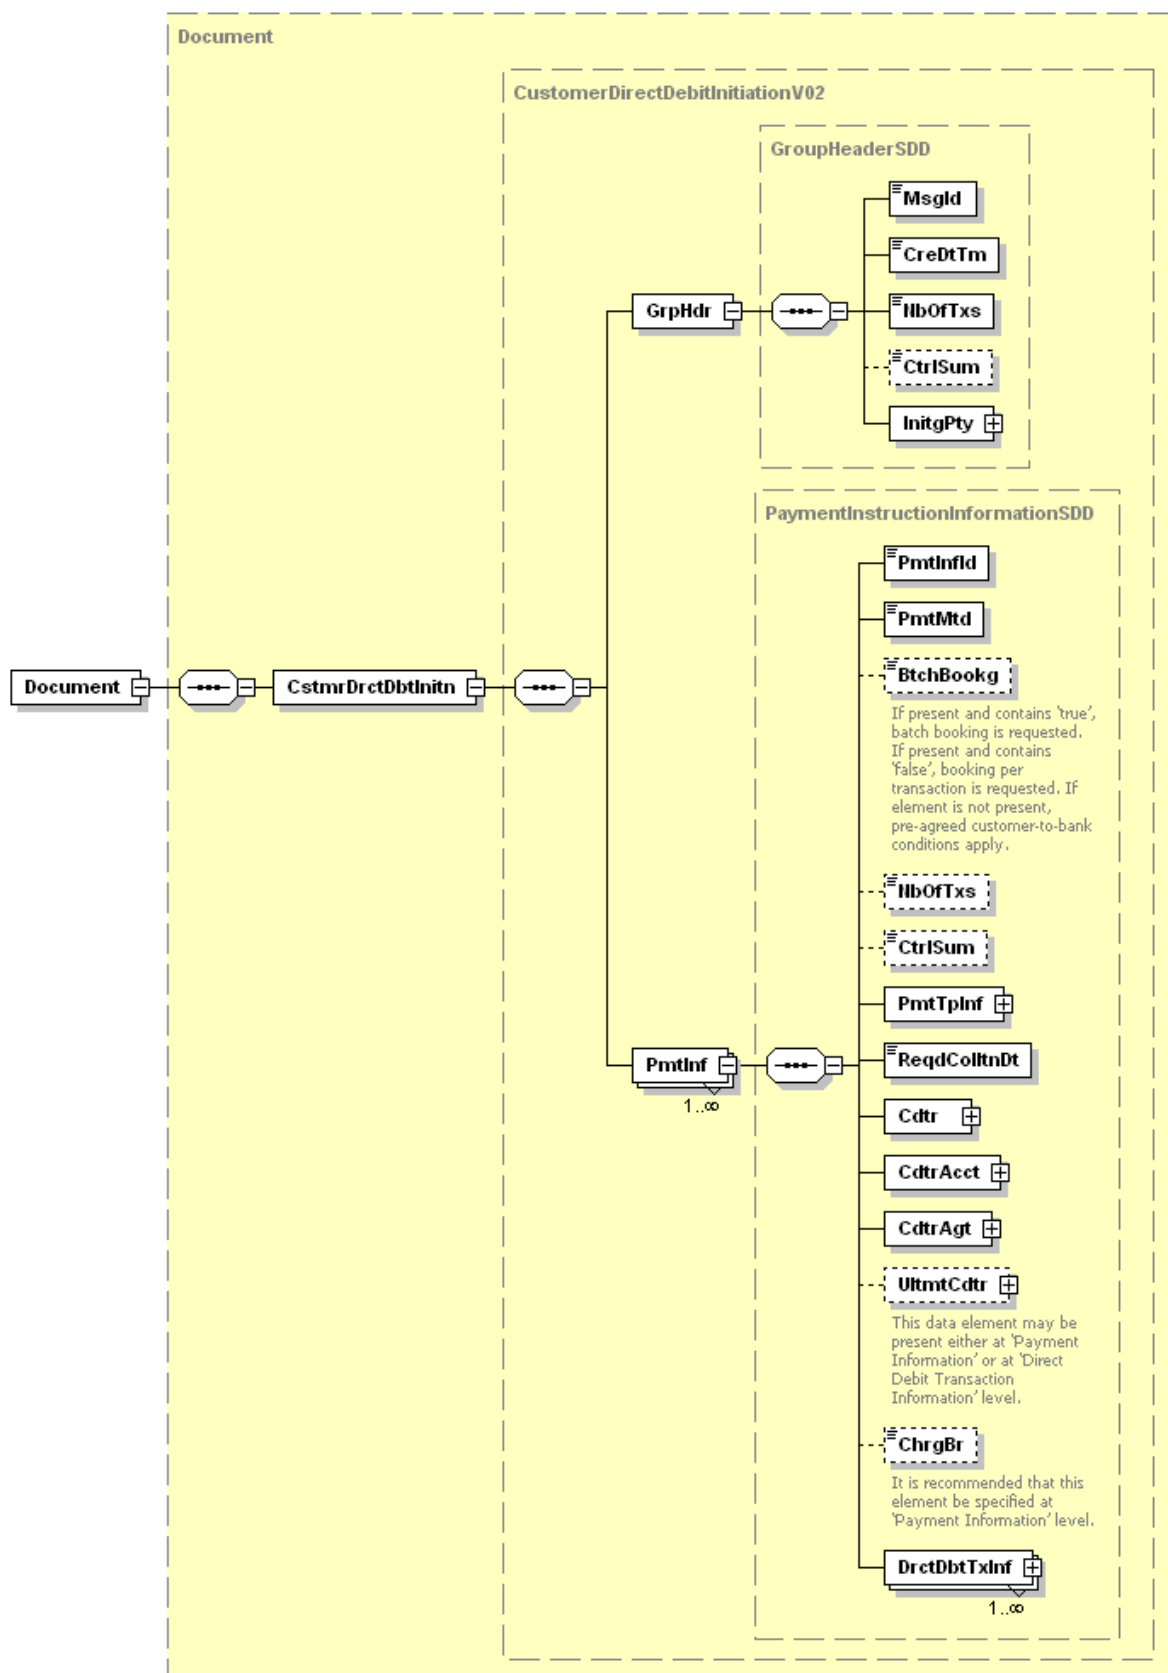 Document
CustomerDirectDebitInitiationV02
GroupHeaderSDD
MsgId
CreDtTm
GrpHdr
NbOfTxs
CtrlSum
InitgPty
PaymentInstructionInformationSDD
PmtInfId
PmtMtd
Document
CstmrDrctDbtInitn
BtchBookg
If present and contains 'true',
batch booking is requested.
If present and contains
'false', booking per
transaction is requested. If
element is not present,
pre-agreed customer-to-bank
conditions apply.
NbOfTxs
CtrlSum
PmtTpInf
PmtInf
1..∞
ReqdColltnDt
Cdtr
CdtrAcct
CdtrAgt
UltmtCdtr
This data element may be
present either at 'Payment
Information' or at 'Direct
Debit Transaction
Information' level.
ChrgBr
It is recommended that this
element be specified at
'Payment Information' level.
DrctDbtTxInf
1..∞